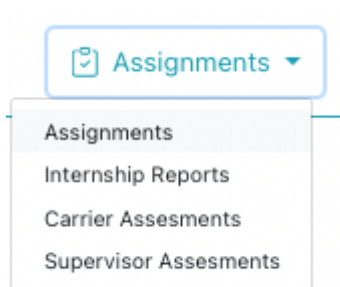 Assignments
Assignments
Internship Reports
Carrier Assesments
Supervisor Assesments